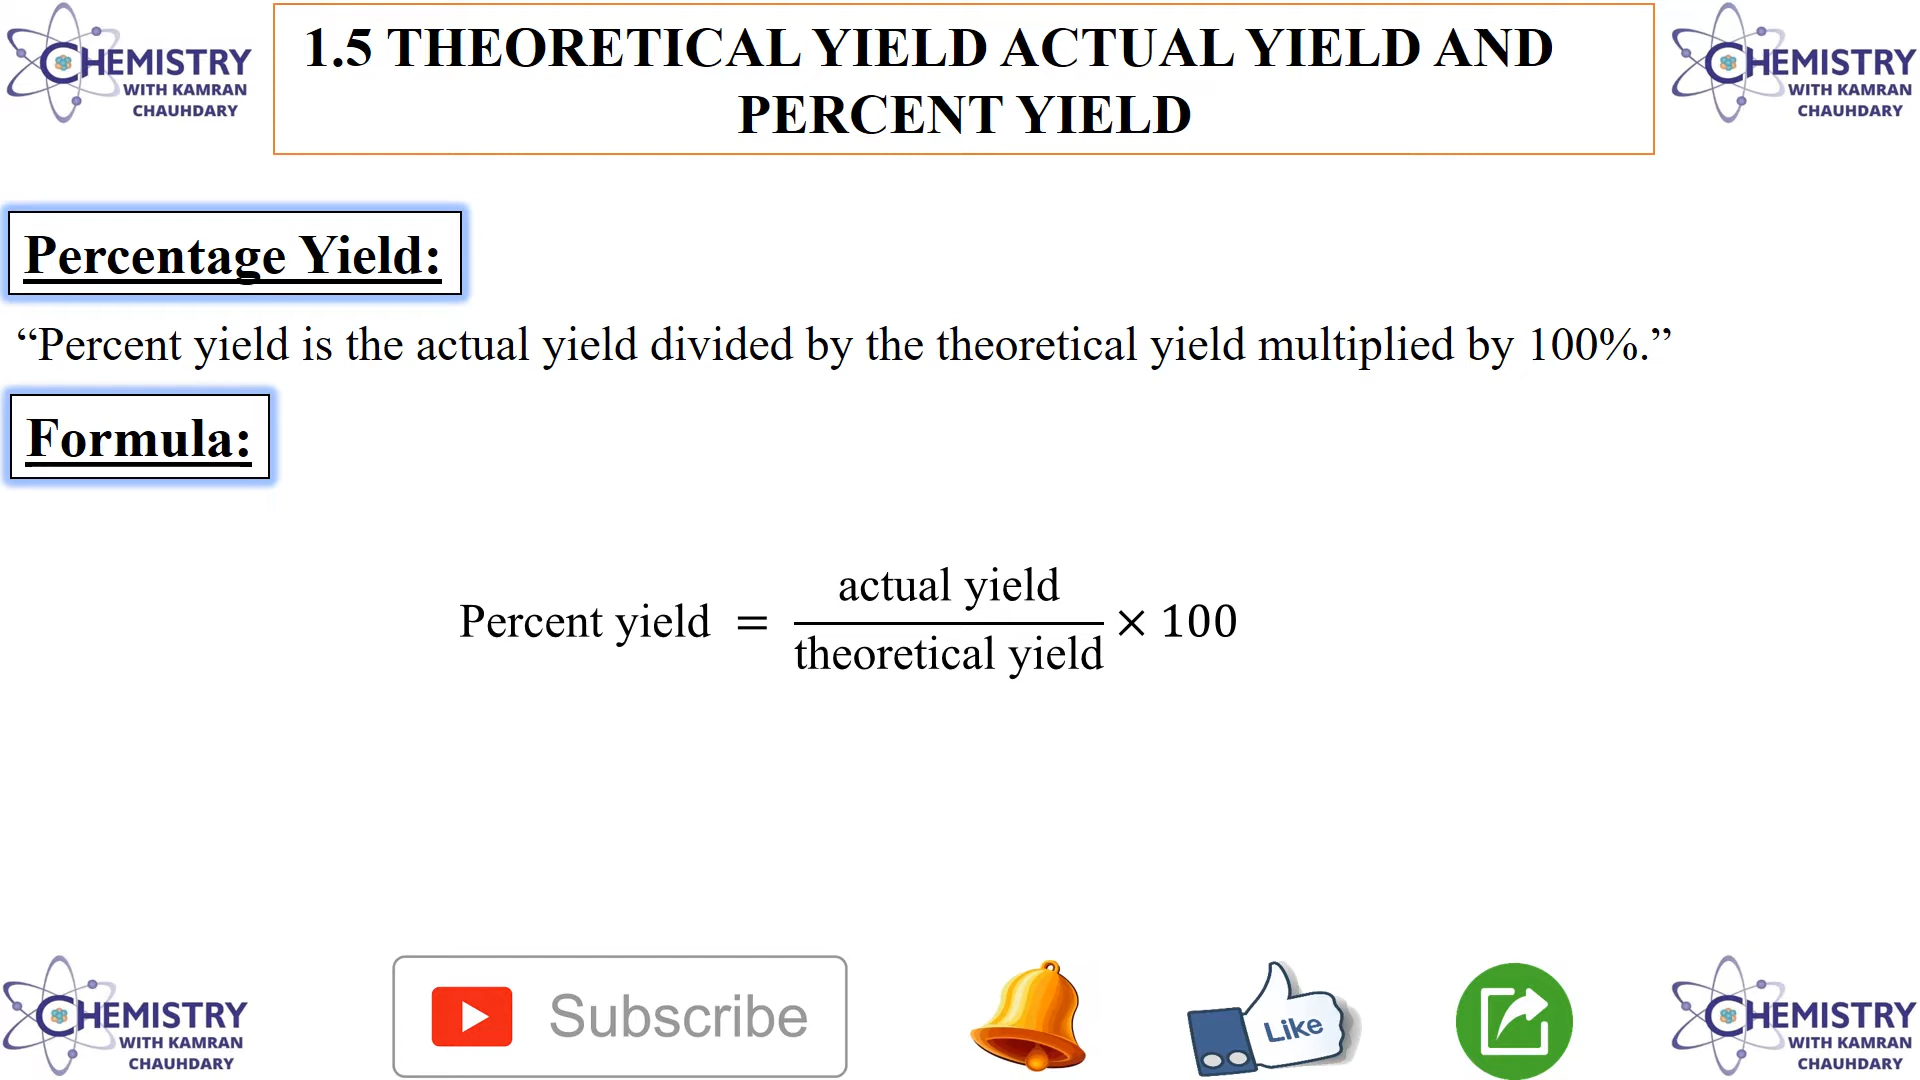 CHEMISTRY
WITH KAMRAN
CHAUHDARY
1.5 THEORETICAL YIELD ACTUAL YIELD AND
PERCENT YIELD
CHEMISTRY
WITH KAMRAN
CHAUHDARY
Percentage Yield:
“Percent yield is the actual yield divided by the theoretical yield multiplied by 100%.”
Formula:
actual yield
Percent yield = × 100
theoretical yield
CHEMISTRY
WITH KAMRAN
CHAUHDARY
Subscribe
Like
CHEMISTRY
WITH KAMRAN
CHAUHDARY